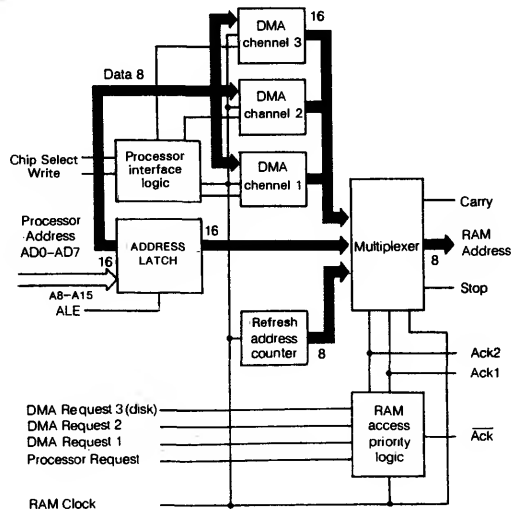 DMA
channel 3
16
Data 8
DMA
channel 2
Chip Select
Write
Processor
interface
logic
DMA
channel 1
Processor
Address
AD0-AD7
16
ADDRESS
LATCH
16
A8-A15
ALE
Multiplexer
Carry
RAM
Address
8
Stop
Refresh
address
counter
8
Ack2
Ack1
DMA Request 3 (disk)
DMA Request 2
DMA Request 1
Processor Request
RAM
access
priority
logic
Ack
RAM Clock